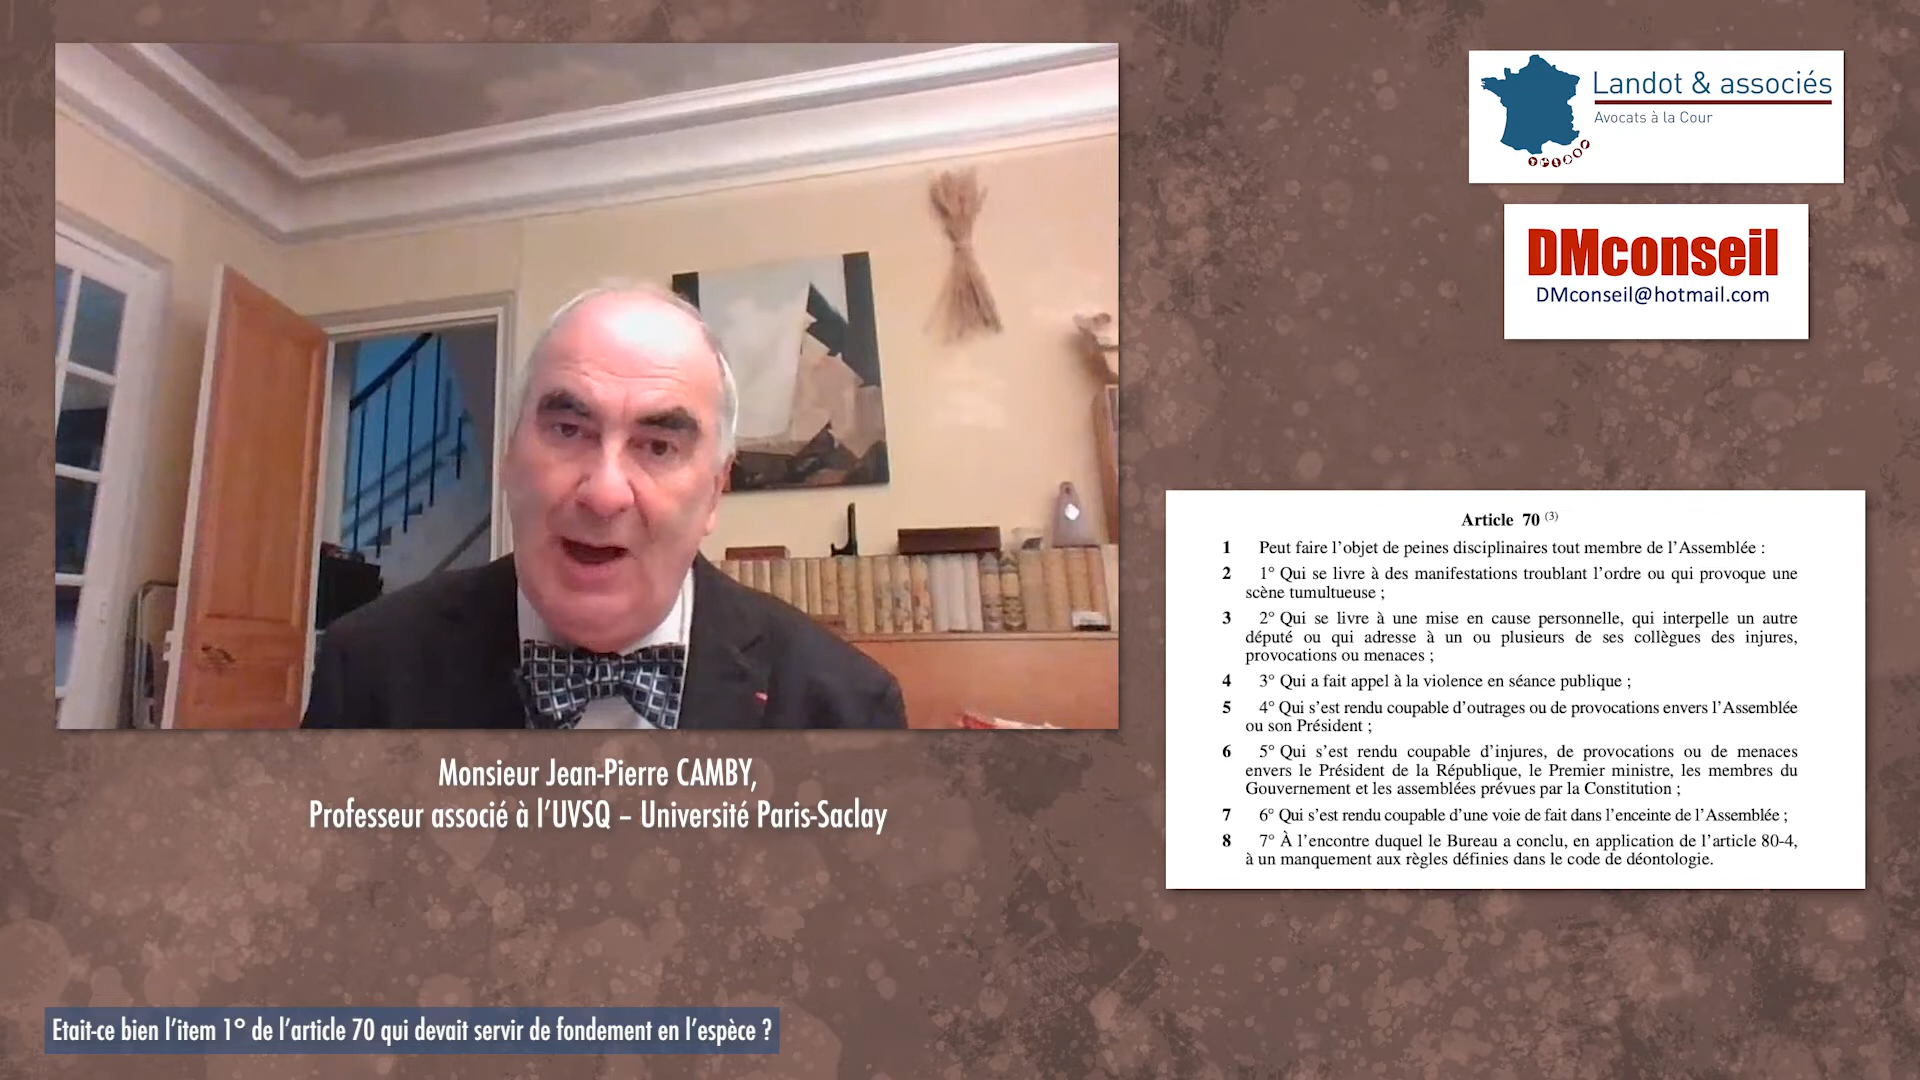 Landot & associés
Avocats à la Cour
DMconseil
DMconseil@hotmail.com
Article 70 (3)
1 Peut faire l’objet de peines disciplinaires tout membre de l’Assemblée :
2 1° Qui se livre à des manifestations troublant l’ordre ou qui provoque une
scène tumultueuse ;
3 2° Qui se livre à une mise en cause personnelle, qui interpelle un autre
député ou qui adresse à un ou plusieurs de ses collègues des injures,
provocations ou menaces ;
4 3° Qui a fait appel à la violence en séance publique ;
5 4° Qui s’est rendu coupable d’outrages ou de provocations envers l’Assemblée
ou son Président ;
6 5° Qui s’est rendu coupable d’injures, de provocations ou de menaces
envers le Président de la République, le Premier ministre, les membres du
Gouvernement et les assemblées prévues par la Constitution ;
7 6° Qui s’est rendu coupable d’une voie de fait dans l’enceinte de l’Assemblée ;
8 7° À l’encontre duquel le Bureau a conclu, en application de l’article 80-4,
à un manquement aux règles définies dans le code de déontologie.
Monsieur Jean-Pierre CAMBY,
Professeur associé à l’UVSQ – Université Paris-Saclay
Etait-ce bien l’item 1° de l’article 70 qui devait servir de fondement en l’espèce ?